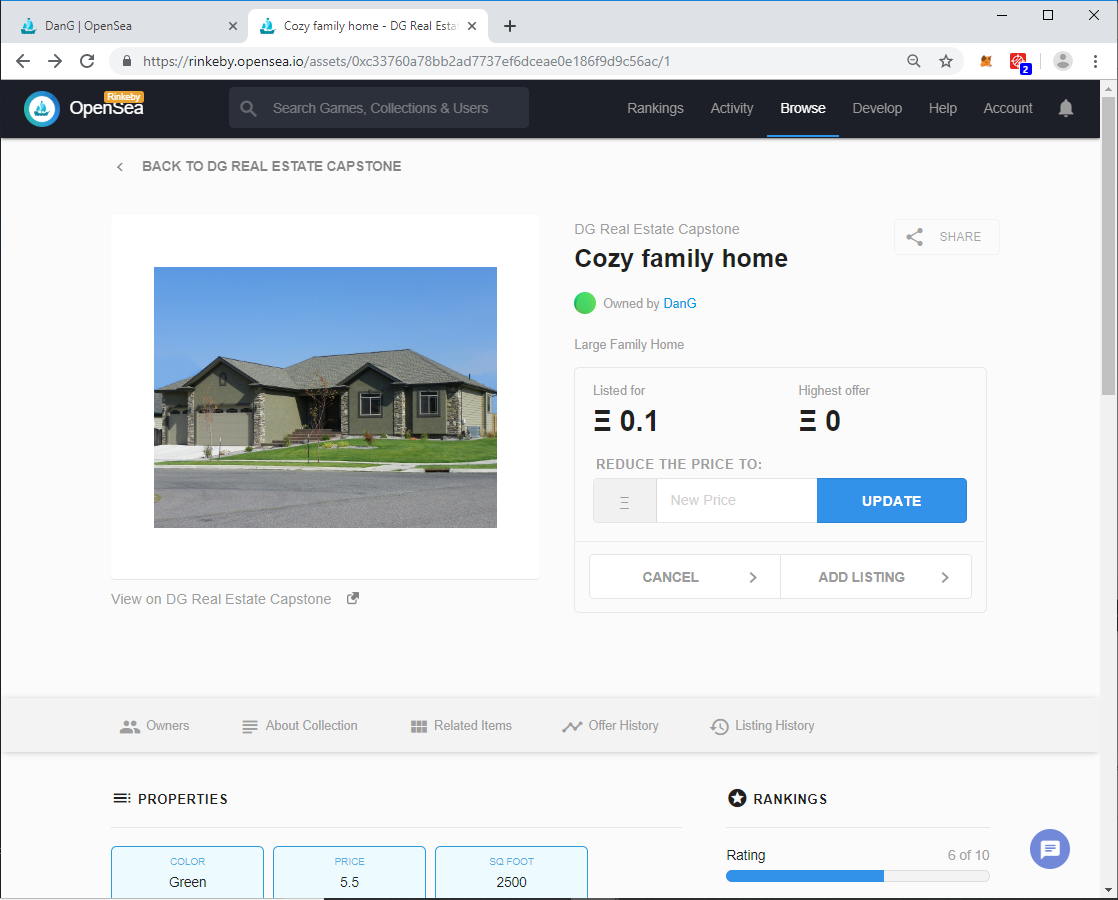 DanG | OpenSea
Cozy family home - DG Real Esta
https://rinkeby.opensea.io/assets/0xc33760a78bb2ad7737ef6dceae0e186f9d9c56ac/1
2
Rinkeby
OpenSea
Search Games, Collections & Users
Rankings
Activity
Browse
Develop
Help
Account
BACK TO DG REAL ESTATE CAPSTONE
DG Real Estate Capstone
SHARE
Cozy family home
Owned by DanG
Large Family Home
Listed for
Highest offer
Ξ 0.1
Ξ 0
REDUCE THE PRICE TO:
Ξ
New Price
UPDATE
CANCEL
ADD LISTING
View on DG Real Estate Capstone
Owners
About Collection
Related Items
Offer History
Listing History
PROPERTIES
COLOR
Green
PRICE
5.5
SQ FOOT
2500
RANKINGS
Rating
6 of 10